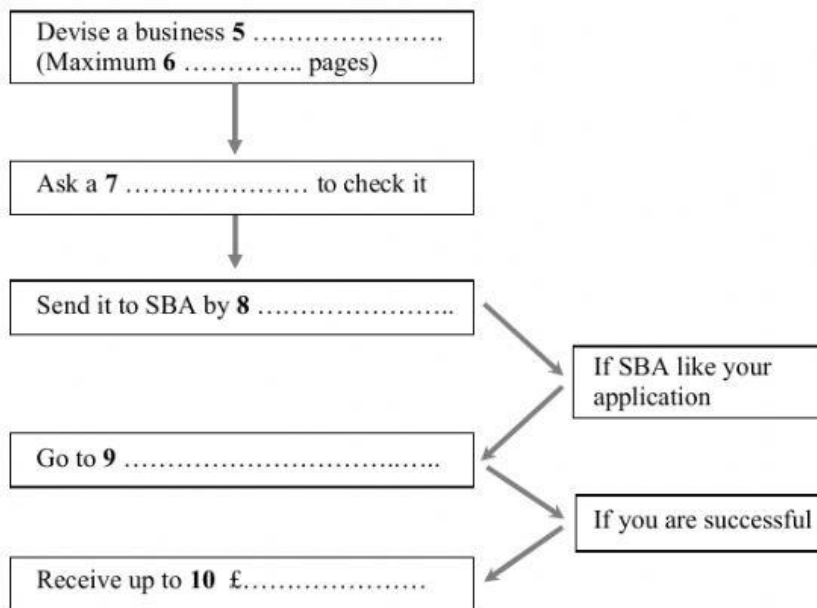 Devise a business 5 …………………….
(Maximum 6 ………….. pages)
Ask a 7 ………………… to check it
Send it to SBA by 8 …………………..
If SBA like your
application
Go to 9 …………………………..…..
If you are successful
Receive up to 10 £…………………